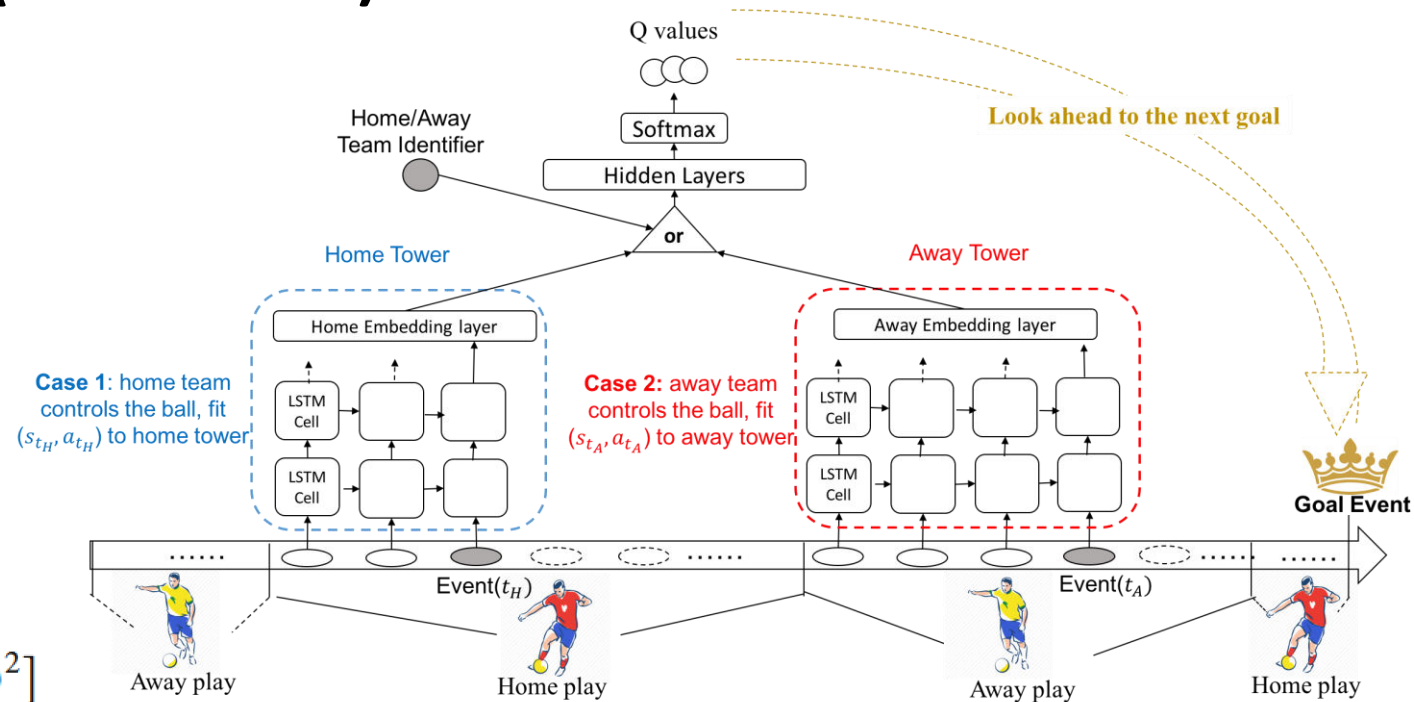 Q values
Look ahead to the next goal
Home/Away
Team Identifier
Softmax
Hidden Layers
or
Home Tower
Away Tower
Home Embedding layer
Away Embedding layer
Case 1: home team
controls the ball, fit
(s_{t_H}, a_{t_H}) to home tower
LSTM
Cell
LSTM
Cell
Case 2: away team
controls the ball, fit
(s_{t_A}, a_{t_A}) to away tower
LSTM
Cell
LSTM
Cell
Goal Event
......
......
......
......
Event(t_H)
Event(t_A)
2]
Away play
Home play
Away play
Home play